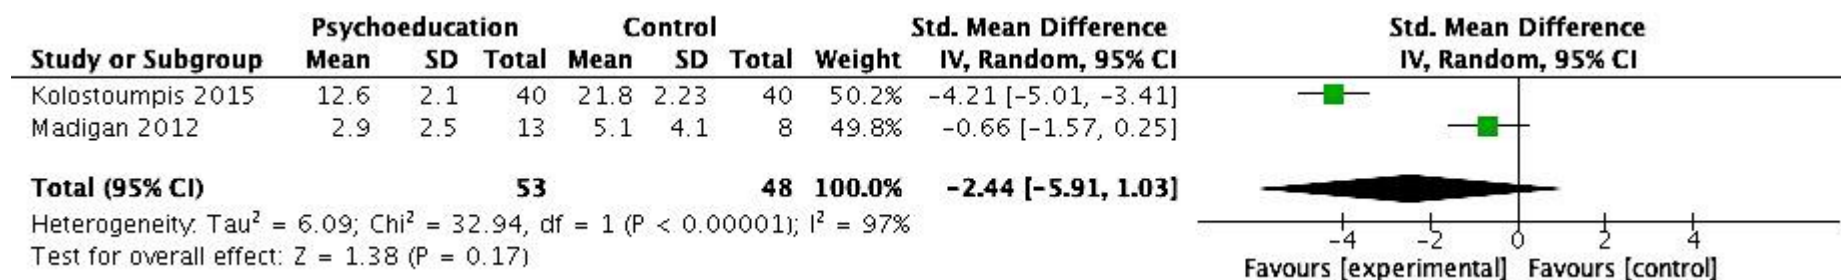 Psychoeducation Control Std. Mean Difference Std. Mean Difference
Study or Subgroup Mean SD Total Mean SD Total Weight IV, Random, 95% CI IV, Random, 95% CI
Kolostoumpis 2015 12.6 2.1 40 21.8 2.23 40 50.2% -4.21 [-5.01, -3.41]
Madigan 2012 2.9 2.5 13 5.1 4.1 8 49.8% -0.66 [-1.57, 0.25]
Total (95% CI) 53 48 100.0% -2.44 [-5.91, 1.03]
Heterogeneity: Tau² = 6.09; Chi² = 32.94, df = 1 (P < 0.00001); I² = 97%
Test for overall effect: Z = 1.38 (P = 0.17)
-4 -2 0 2 4
Favours [experimental] Favours [control]